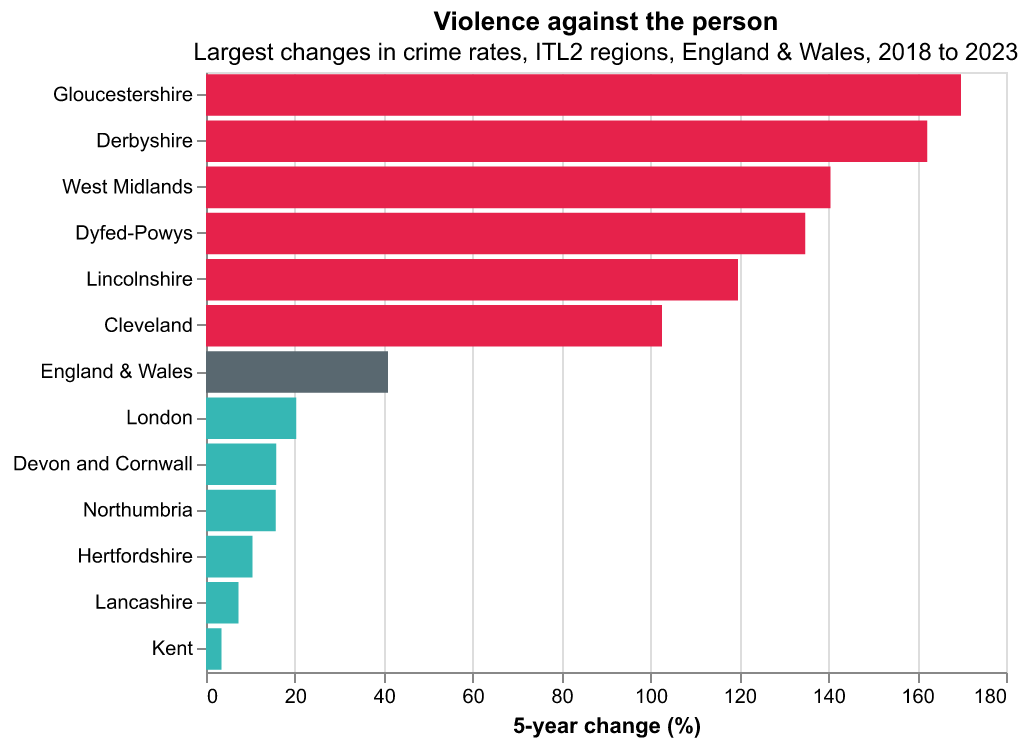 Violence against the person
Largest changes in crime rates, ITL2 regions, England & Wales, 2018 to 2023
Gloucestershire
Derbyshire
West Midlands
Dyfed-Powys
Lincolnshire
Cleveland
England & Wales
London
Devon and Cornwall
Northumbria
Hertfordshire
Lancashire
Kent
0 20 40 60 80 100 120 140 160 180
5-year change (%)